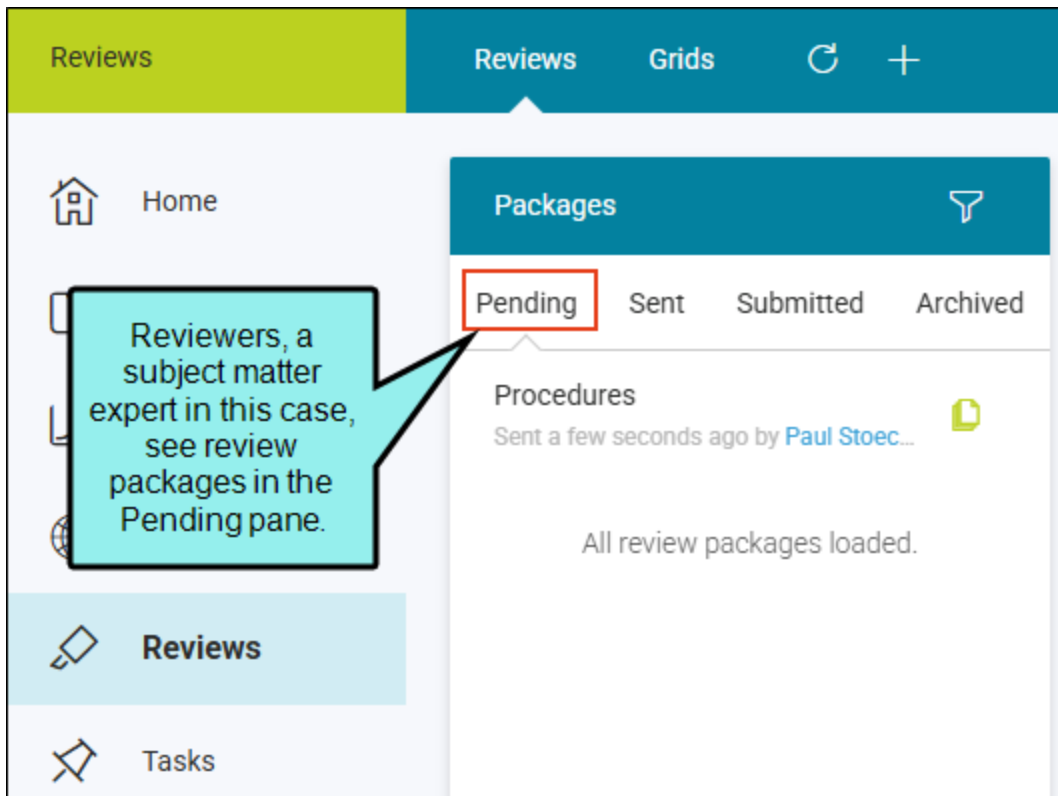 Reviews
Reviews Grids
Home
Packages
Pending Sent Submitted Archived
Reviewers, a
subject matter
expert in this case,
see review
packages in the
Pending pane.
Procedures
Sent a few seconds ago by Paul Stoec...
All review packages loaded.
Reviews
Tasks